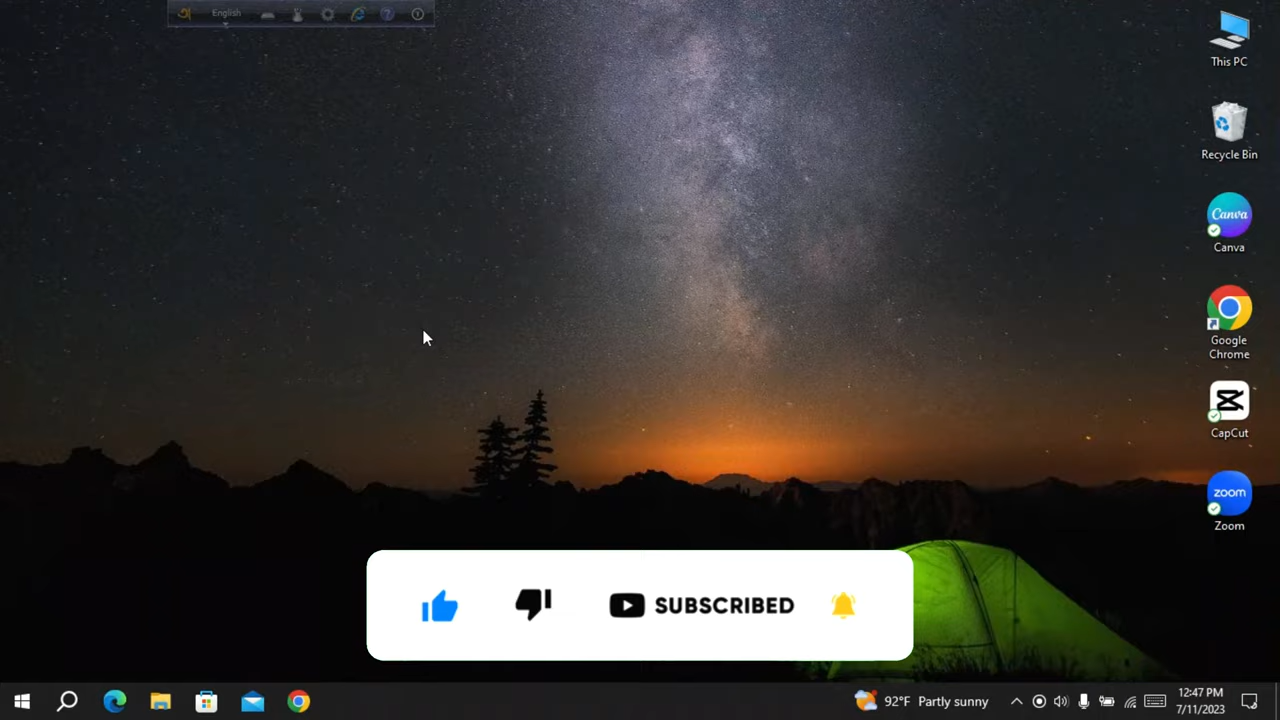 English
This PC
Recycle Bin
Canva
Canva
Google
Chrome
CapCut
zoom
Zoom
SUBSCRIBED
92°F Partly sunny
12:47 PM
7/11/2023